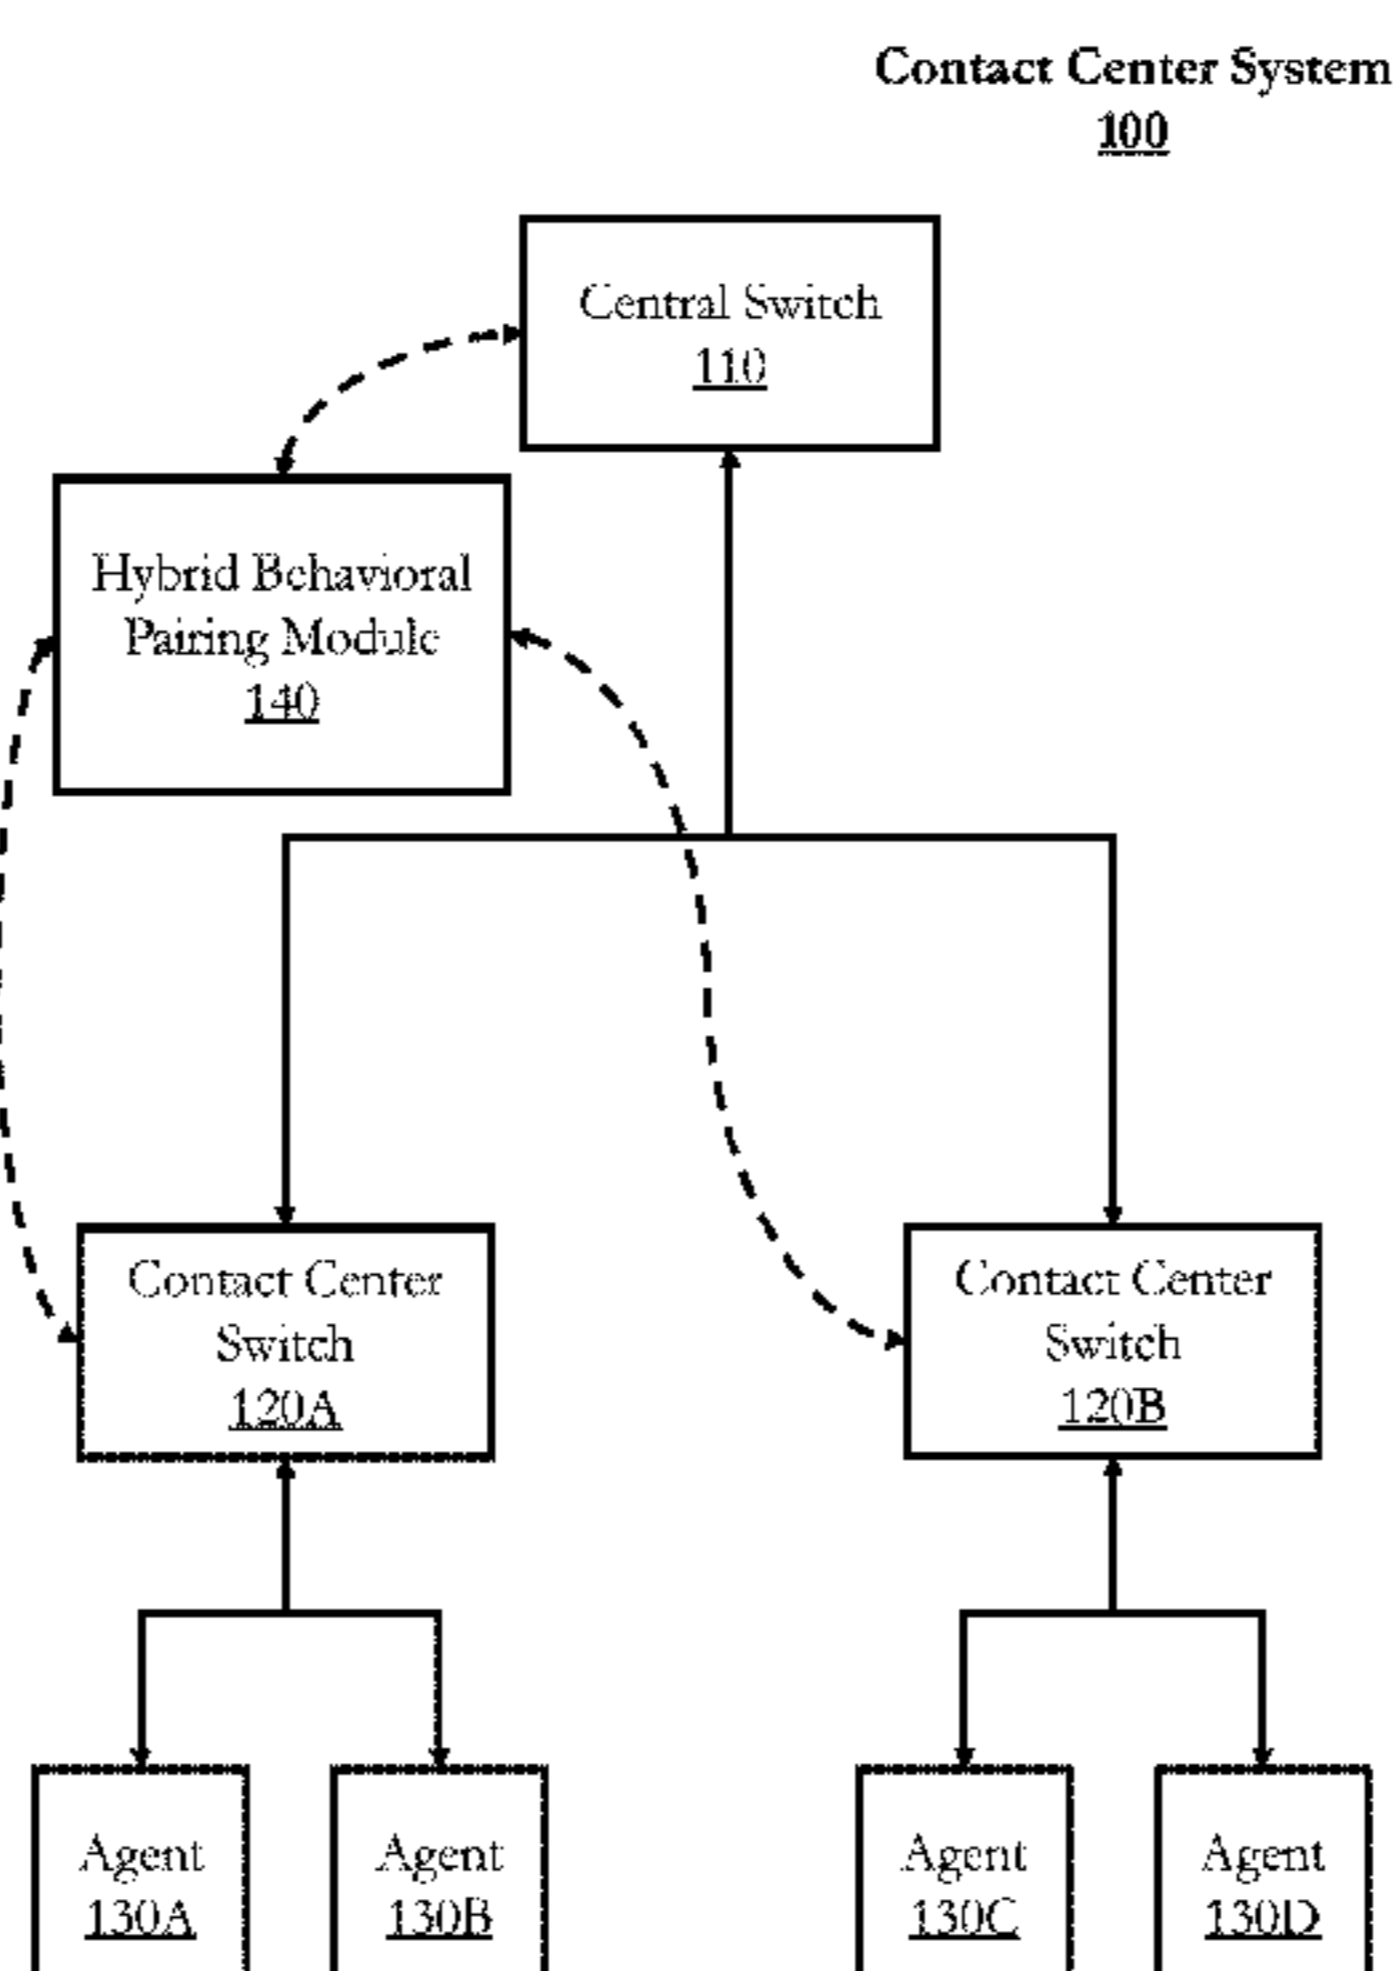 Contact Center System
100
Central Switch
110
Hybrid Behavioral
Pairing Module
140
Contact Center
Switch
120A
Contact Center
Switch
120B
Agent
130A
Agent
130B
Agent
130C
Agent
130D